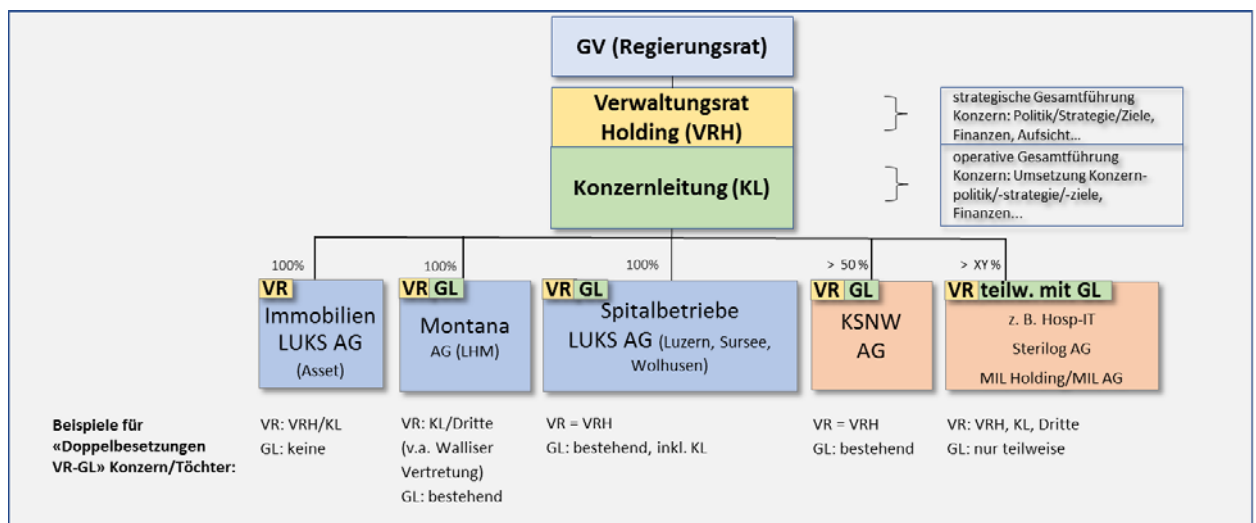 GV (Regierungsrat)
Verwaltungsrat
Holding (VRH)
strategische Gesamtführung
Konzern: Politik/Strategie/Ziele,
Finanzen, Aufsicht...
Konzernleitung (KL)
operative Gesamtführung
Konzern: Umsetzung Konzern-
politik/-strategie/-ziele,
Finanzen...
100%
100%
100%
> 50 %
> XY %
VR
Immobilien
LUKS AG
(Asset)
VR GL
Montana
AG (LHM)
VR GL
Spitalbetriebe
LUKS AG (Luzern, Sursee,
Wolhusen)
VR GL
KSNW
AG
VR teilw. mit GL
z. B. Hosp-IT
Sterilog AG
MIL Holding/MIL AG
Beispiele für
«Doppelbesetzungen
VR-GL» Konzern/Töchter:
VR: VRH/KL
GL: keine
VR: KL/Dritte
(v.a. Walliser
Vertretung)
GL: bestehend
VR = VRH
GL: bestehend, inkl. KL
VR = VRH
GL: bestehend
VR: VRH, KL, Dritte
GL: nur teilweise